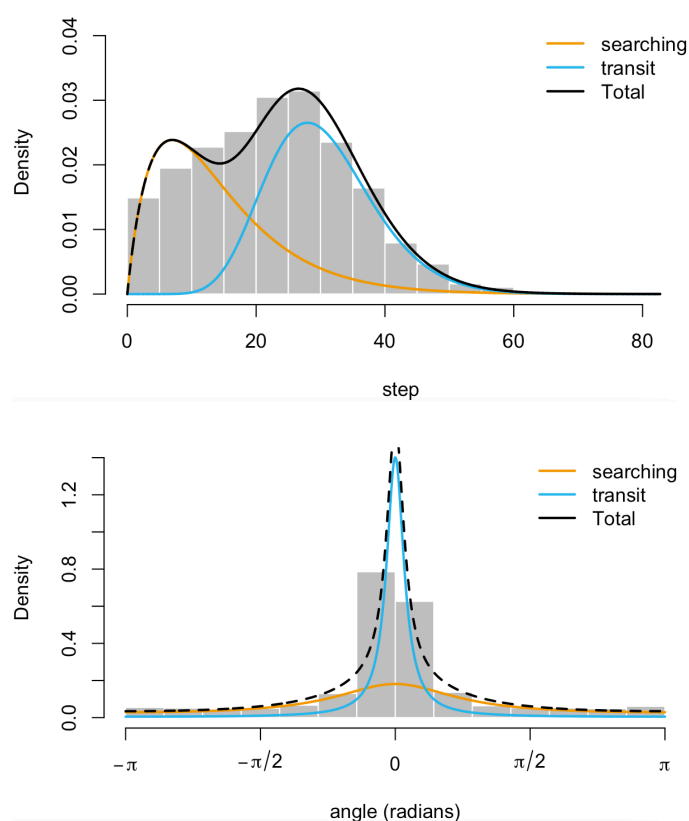 0.04
searching
transit
Total
0.03
Density
0.02
0.01
0.00
0 20 40 60 80
step
searching
transit
Total
1.2
Density
0.8
0.4
0.0
−π −π/2 0 π/2 π
angle (radians)